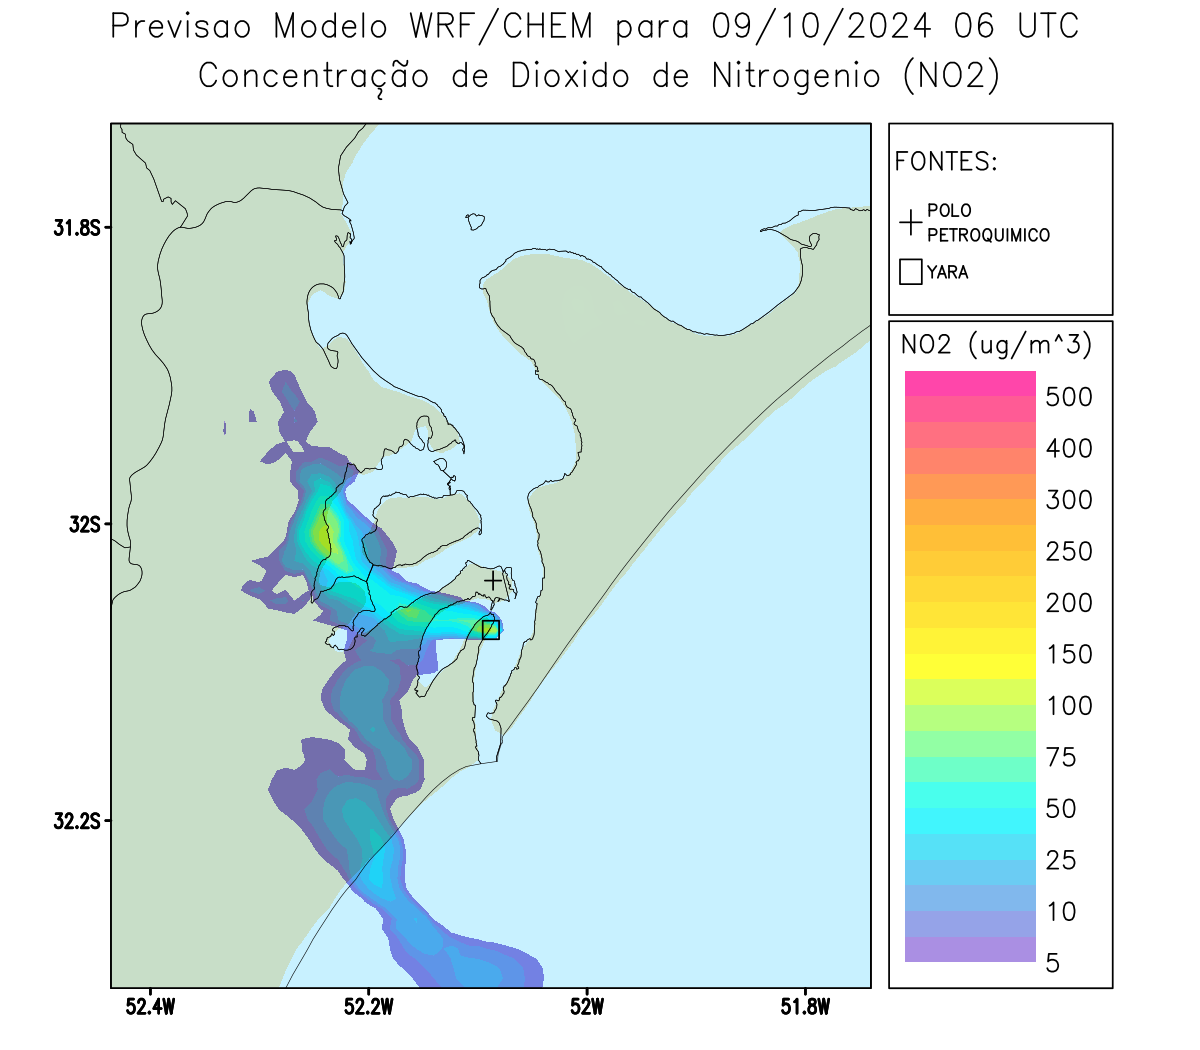 Previsao Modelo WRF/CHEM para 09/10/2024 06 UTC
Concentração de Dioxido de Nitrogenio (NO2)
FONTES:
POLO
PETROQUIMICO
YARA
NO2 (ug/m^3)
500
400
300
250
200
150
100
75
50
25
10
5
31.8S
32S
32.2S
52.4W
52.2W
52W
51.8W